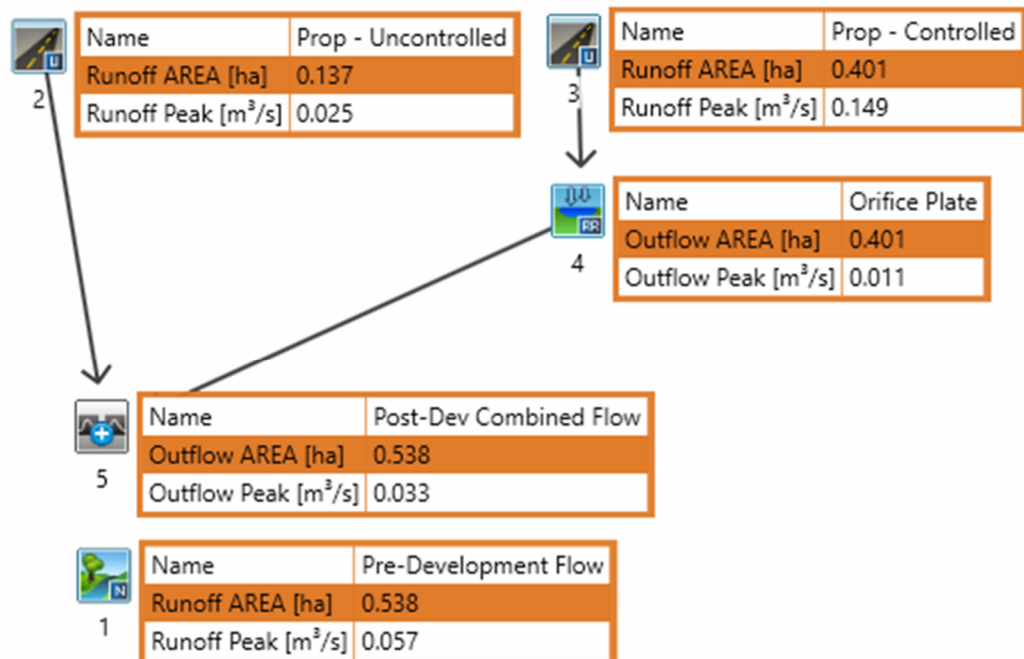 Name Prop - Uncontrolled
Runoff AREA [ha] 0.137
Runoff Peak [m³/s] 0.025
U
2
Name Prop - Controlled
Runoff AREA [ha] 0.401
Runoff Peak [m³/s] 0.149
U
3
Name Orifice Plate
Outflow AREA [ha] 0.401
Outflow Peak [m³/s] 0.011
RR
4
Name Post-Dev Combined Flow
Outflow AREA [ha] 0.538
Outflow Peak [m³/s] 0.033
5
Name Pre-Development Flow
Runoff AREA [ha] 0.538
Runoff Peak [m³/s] 0.057
N
1